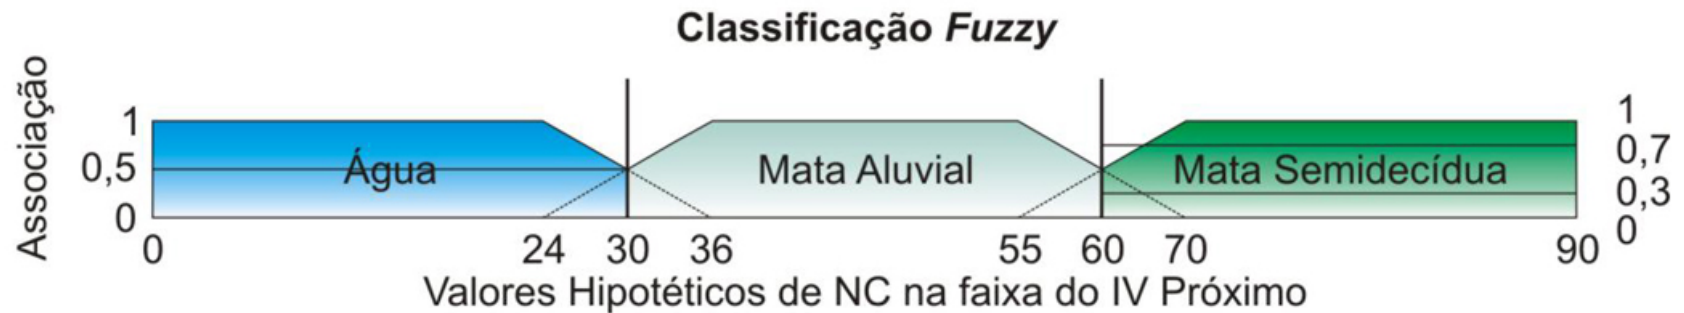 Classificação Fuzzy
Associação
1
0,5
0
Água
Mata Aluvial
Mata Semidecídua
1
0,7
0,3
0
0 24 30 36 55 60 70 90
Valores Hipotéticos de NC na faixa do IV Próximo